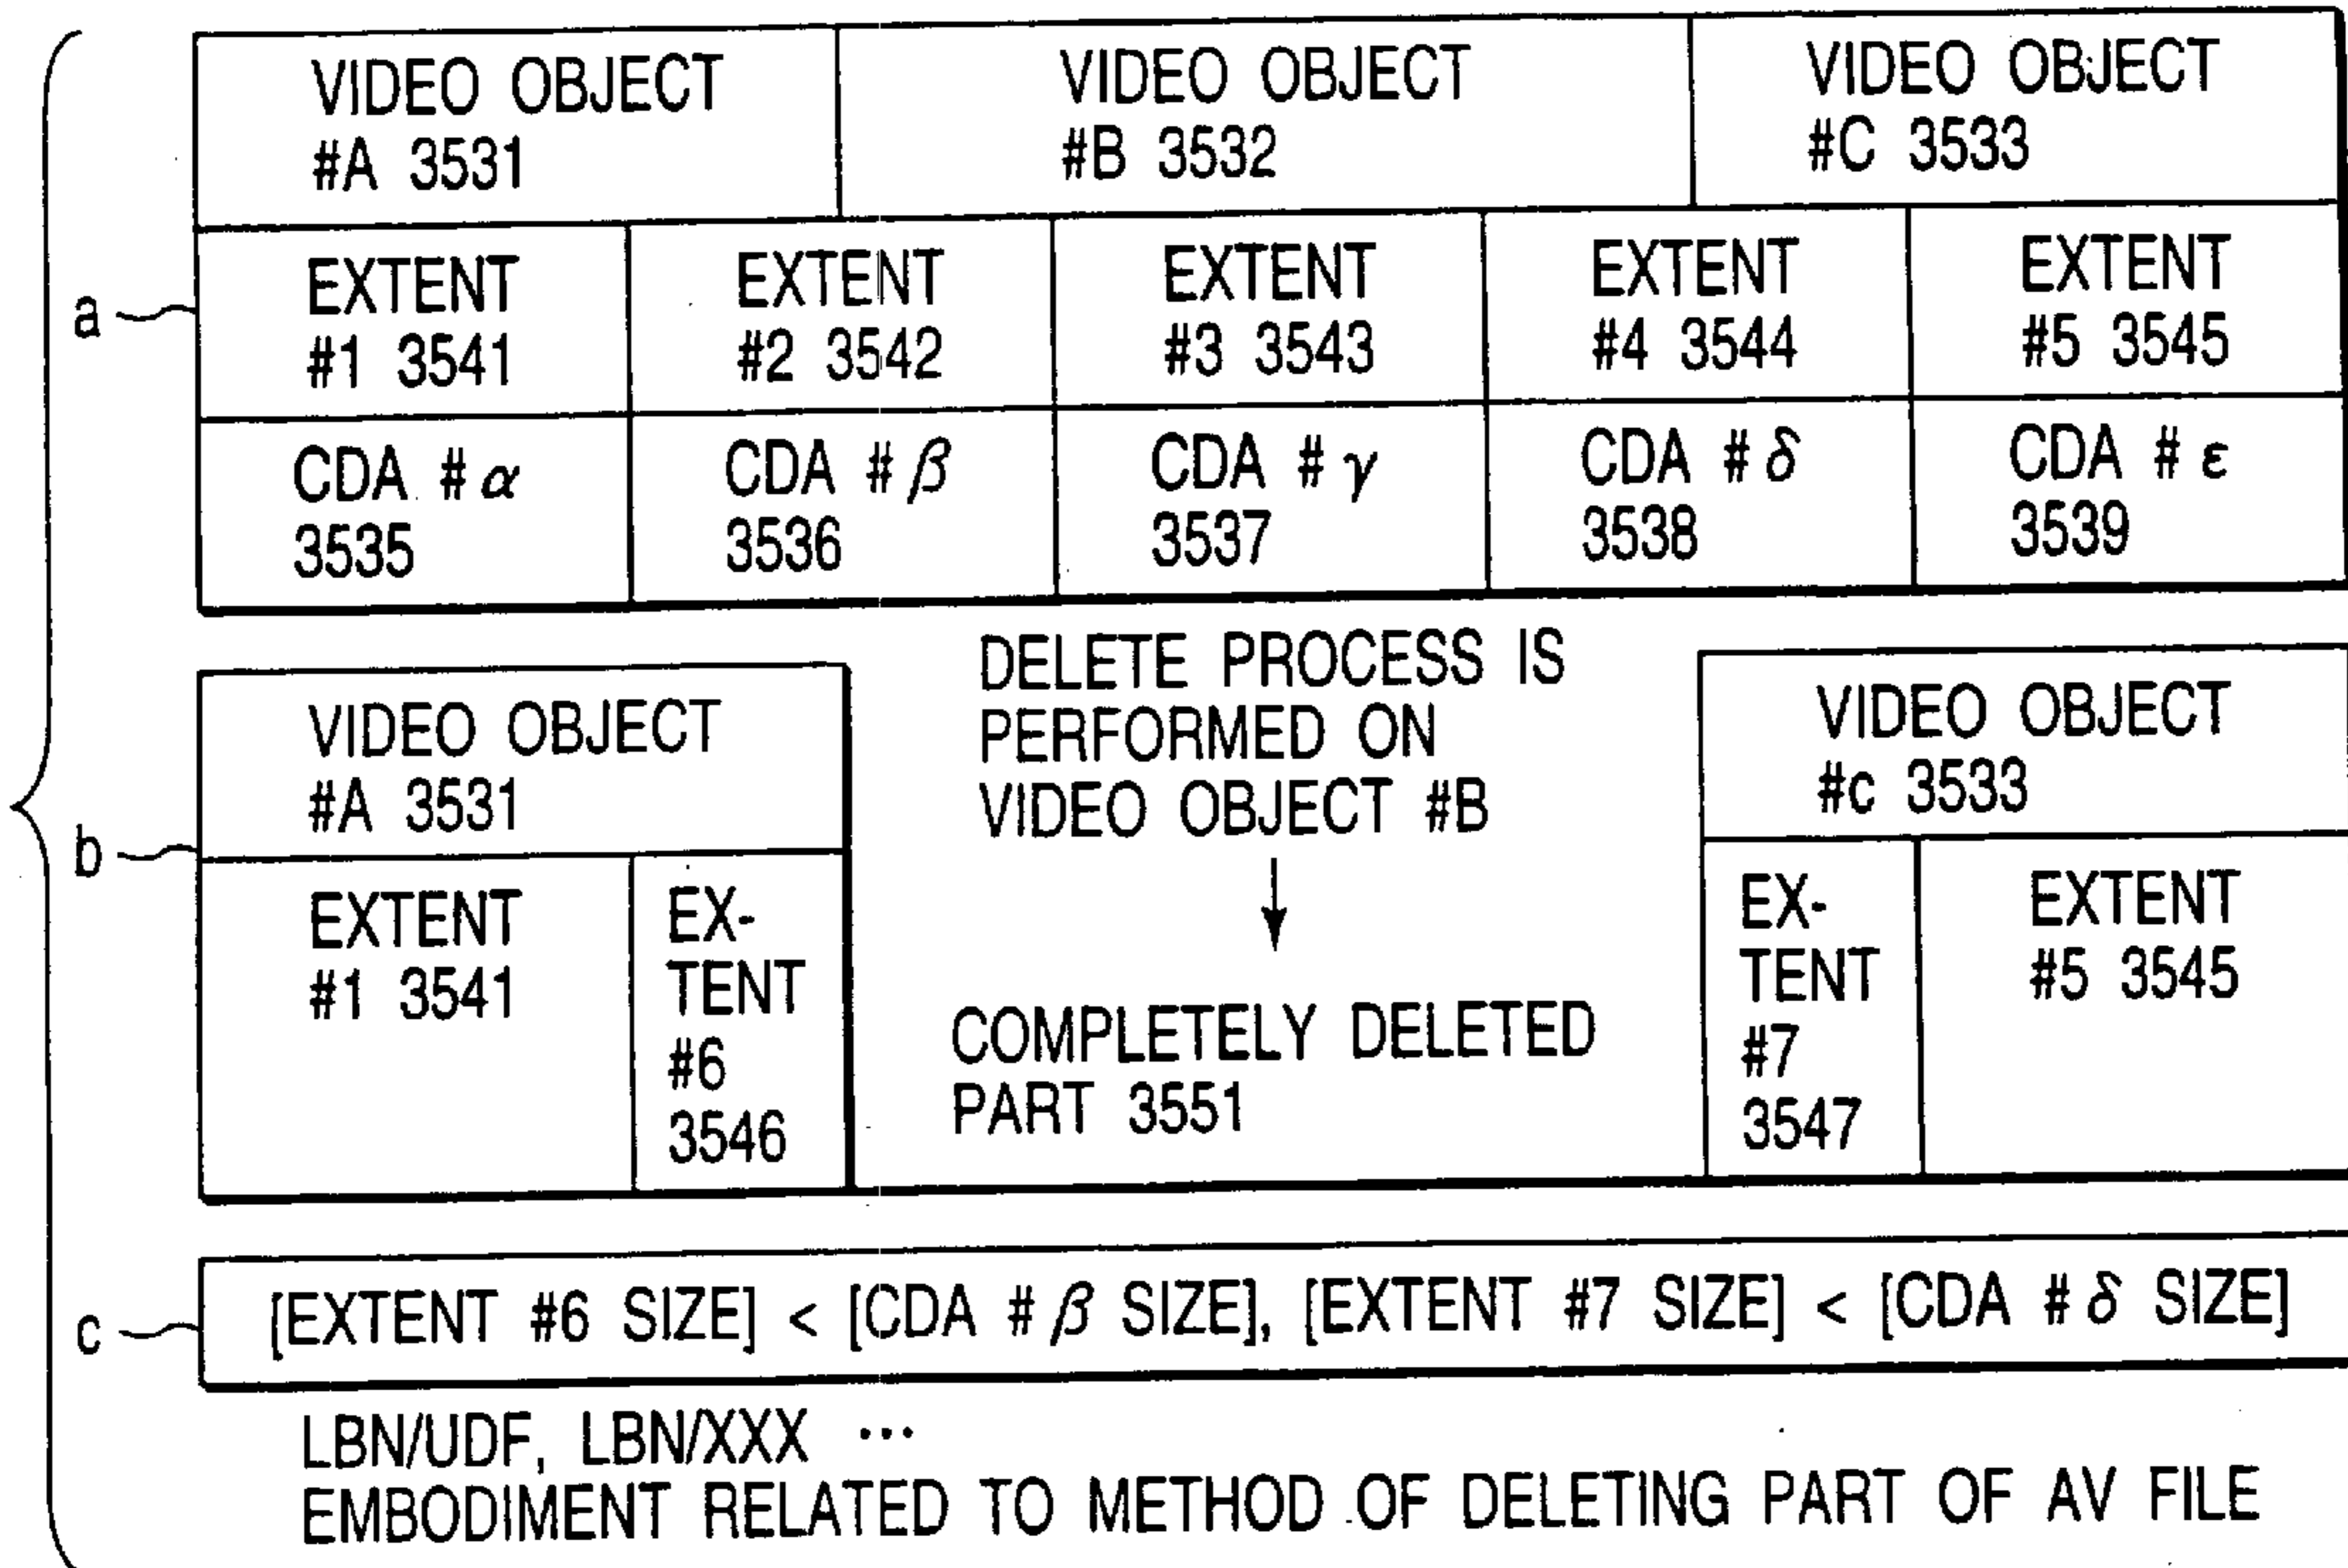 VIDEO OBJECT
#A 3531
VIDEO OBJECT
#B 3532
VIDEO OBJECT
#C 3533
a
EXTENT
#1 3541
EXTENT
#2 3542
EXTENT
#3 3543
EXTENT
#4 3544
EXTENT
#5 3545
CDA #α
3535
CDA #β
3536
CDA #γ
3537
CDA #δ
3538
CDA #ε
3539
b
VIDEO OBJECT
#A 3531
EXTENT
#1 3541
EX-
TENT
#6
3546
DELETE PROCESS IS
PERFORMED ON
VIDEO OBJECT #B
COMPLETELY DELETED
PART 3551
VIDEO OBJECT
#c 3533
EX-
TENT
#7
3547
EXTENT
#5 3545
c
[EXTENT #6 SIZE] < [CDA #β SIZE], [EXTENT #7 SIZE] < [CDA #δ SIZE]
LBN/UDF, LBN/XXX ···
EMBODIMENT RELATED TO METHOD OF DELETING PART OF AV FILE